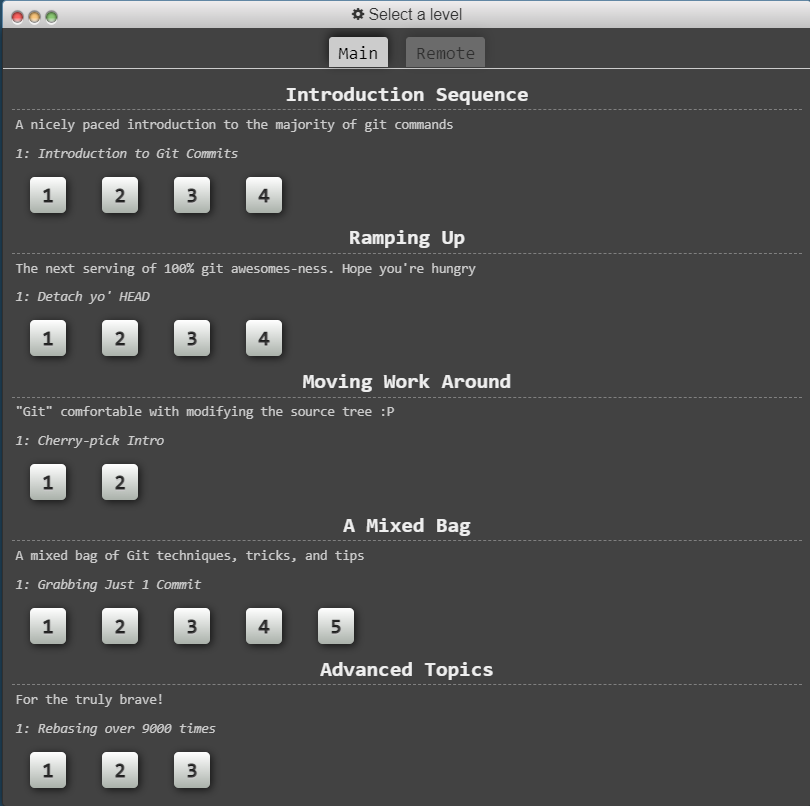 Select a level
Main Remote
Introduction Sequence
A nicely paced introduction to the majority of git commands
1: Introduction to Git Commits
1 2 3 4
Ramping Up
The next serving of 100% git awesomes-ness. Hope you're hungry
1: Detach yo' HEAD
1 2 3 4
Moving Work Around
"Git" comfortable with modifying the source tree :P
1: Cherry-pick Intro
1 2
A Mixed Bag
A mixed bag of Git techniques, tricks, and tips
1: Grabbing Just 1 Commit
1 2 3 4 5
Advanced Topics
For the truly brave!
1: Rebasing over 9000 times
1 2 3